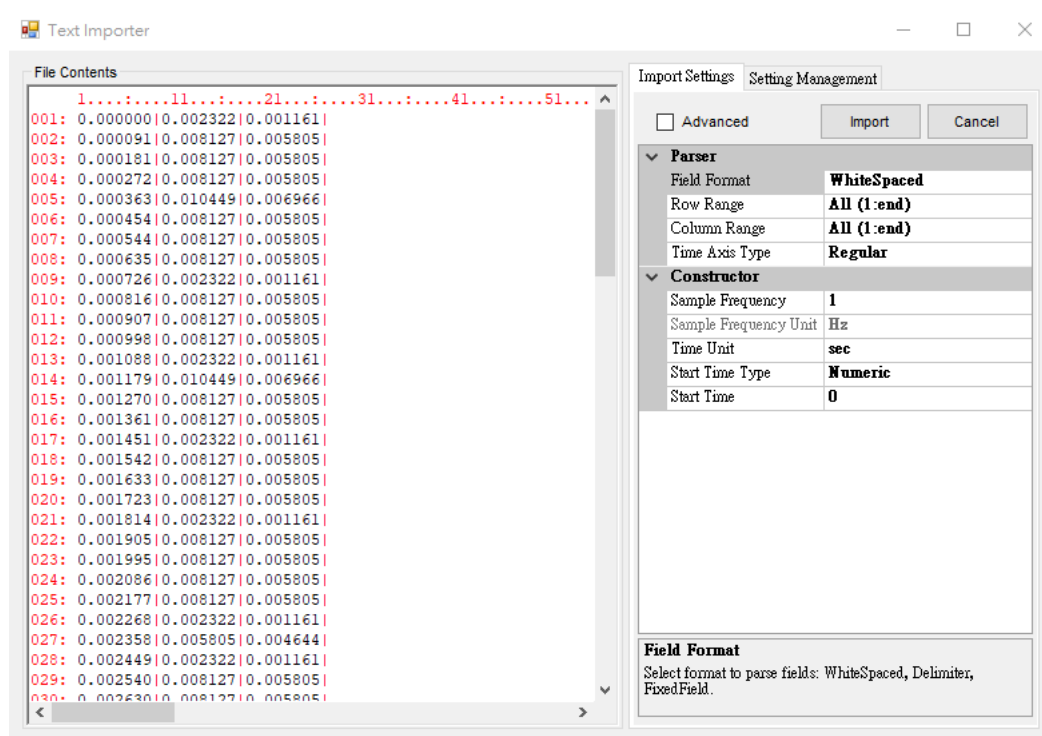 Text Importer
File Contents
1....:....11...:....21...:....31...:....41...:....51...
001: 0.000000|0.002322|0.001161|
002: 0.000091|0.008127|0.005805|
003: 0.000181|0.008127|0.005805|
004: 0.000272|0.008127|0.005805|
005: 0.000363|0.010449|0.006966|
006: 0.000454|0.008127|0.005805|
007: 0.000544|0.008127|0.005805|
008: 0.000635|0.008127|0.005805|
009: 0.000726|0.002322|0.001161|
010: 0.000816|0.008127|0.005805|
011: 0.000907|0.008127|0.005805|
012: 0.000998|0.008127|0.005805|
013: 0.001088|0.002322|0.001161|
014: 0.001179|0.010449|0.006966|
015: 0.001270|0.008127|0.005805|
016: 0.001361|0.008127|0.005805|
017: 0.001451|0.002322|0.001161|
018: 0.001542|0.008127|0.005805|
019: 0.001633|0.008127|0.005805|
020: 0.001723|0.008127|0.005805|
021: 0.001814|0.002322|0.001161|
022: 0.001905|0.008127|0.005805|
023: 0.001995|0.008127|0.005805|
024: 0.002086|0.008127|0.005805|
025: 0.002177|0.008127|0.005805|
026: 0.002268|0.002322|0.001161|
027: 0.002358|0.005805|0.004644|
028: 0.002449|0.002322|0.001161|
029: 0.002540|0.008127|0.005805|
030: 0.002630|0.008127|0.005805|
Import Settings Setting Management
Advanced Import Cancel
Parser
Field Format WhiteSpaced
Row Range All (1:end)
Column Range All (1:end)
Time Axis Type Regular
Constructor
Sample Frequency 1
Sample Frequency Unit Hz
Time Unit sec
Start Time Type Numeric
Start Time 0
Field Format
Select format to parse fields: WhiteSpaced, Delimiter,
FixedField.